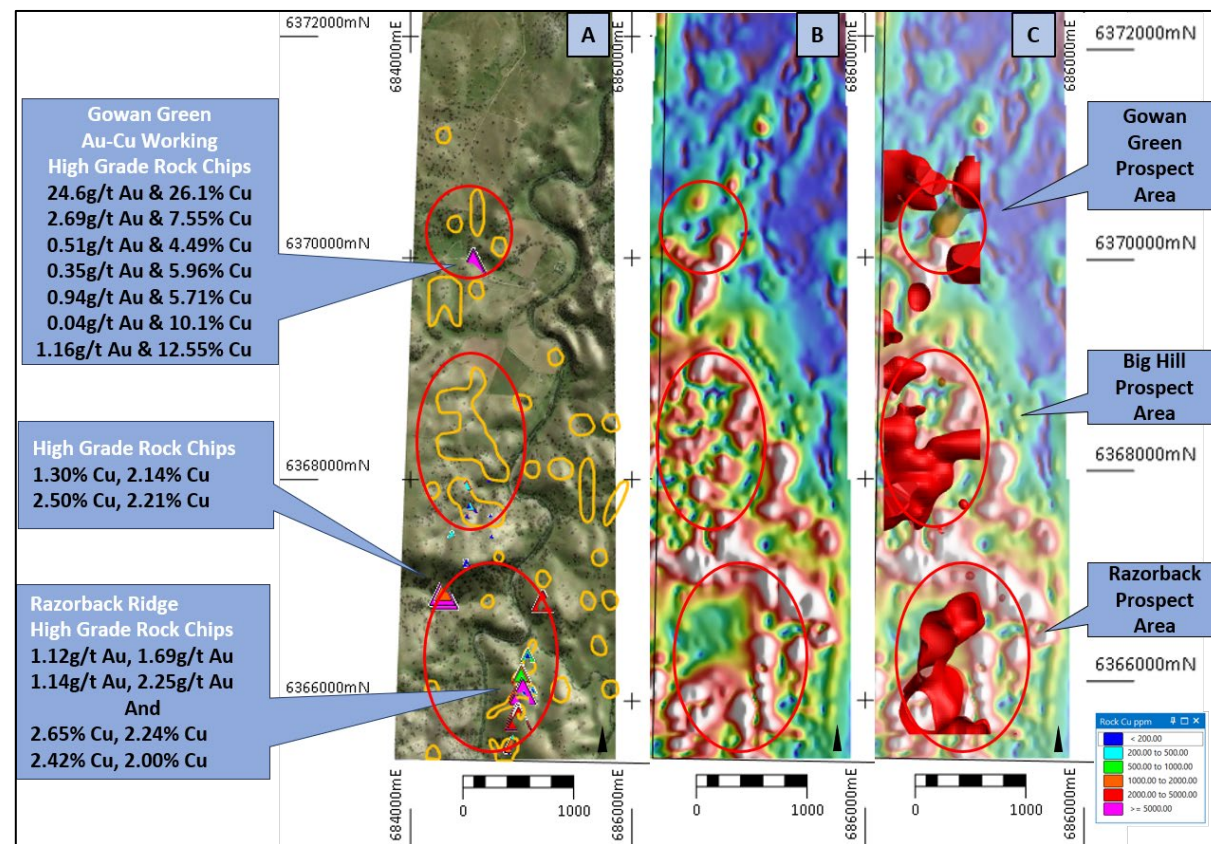 A
B
C
6372000mN
684000mE
686000mE
686000mE
6372000mN
Gowan Green
Au-Cu Working
High Grade Rock Chips
24.6g/t Au & 26.1% Cu
2.69g/t Au & 7.55% Cu
0.51g/t Au & 4.49% Cu
0.35g/t Au & 5.96% Cu
0.94g/t Au & 5.71% Cu
0.04g/t Au & 10.1% Cu
1.16g/t Au & 12.55% Cu
Gowan
Green
Prospect
Area
6370000mN
6370000mN
Big Hill
Prospect
Area
High Grade Rock Chips
1.30% Cu, 2.14% Cu
2.50% Cu, 2.21% Cu
6368000mN
6368000mN
Razorback
Prospect
Area
Razorback Ridge
High Grade Rock Chips
1.12g/t Au, 1.69g/t Au
1.14g/t Au, 2.25g/t Au
And
2.65% Cu, 2.24% Cu
2.42% Cu, 2.00% Cu
6366000mN
6366000mN
Rock Cu ppm
< 200.00
200.00 to 500.00
500.00 to 1000.00
1000.00 to 2000.00
2000.00 to 5000.00
>= 5000.00
684000mE
686000mE
686000mE
0 1000
0 1000
0 1000